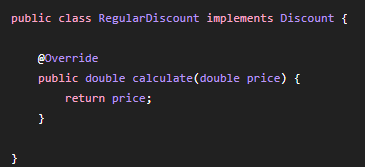 public class RegularDiscount implements Discount {
@Override
public double calculate(double price) {
return price;
}
}